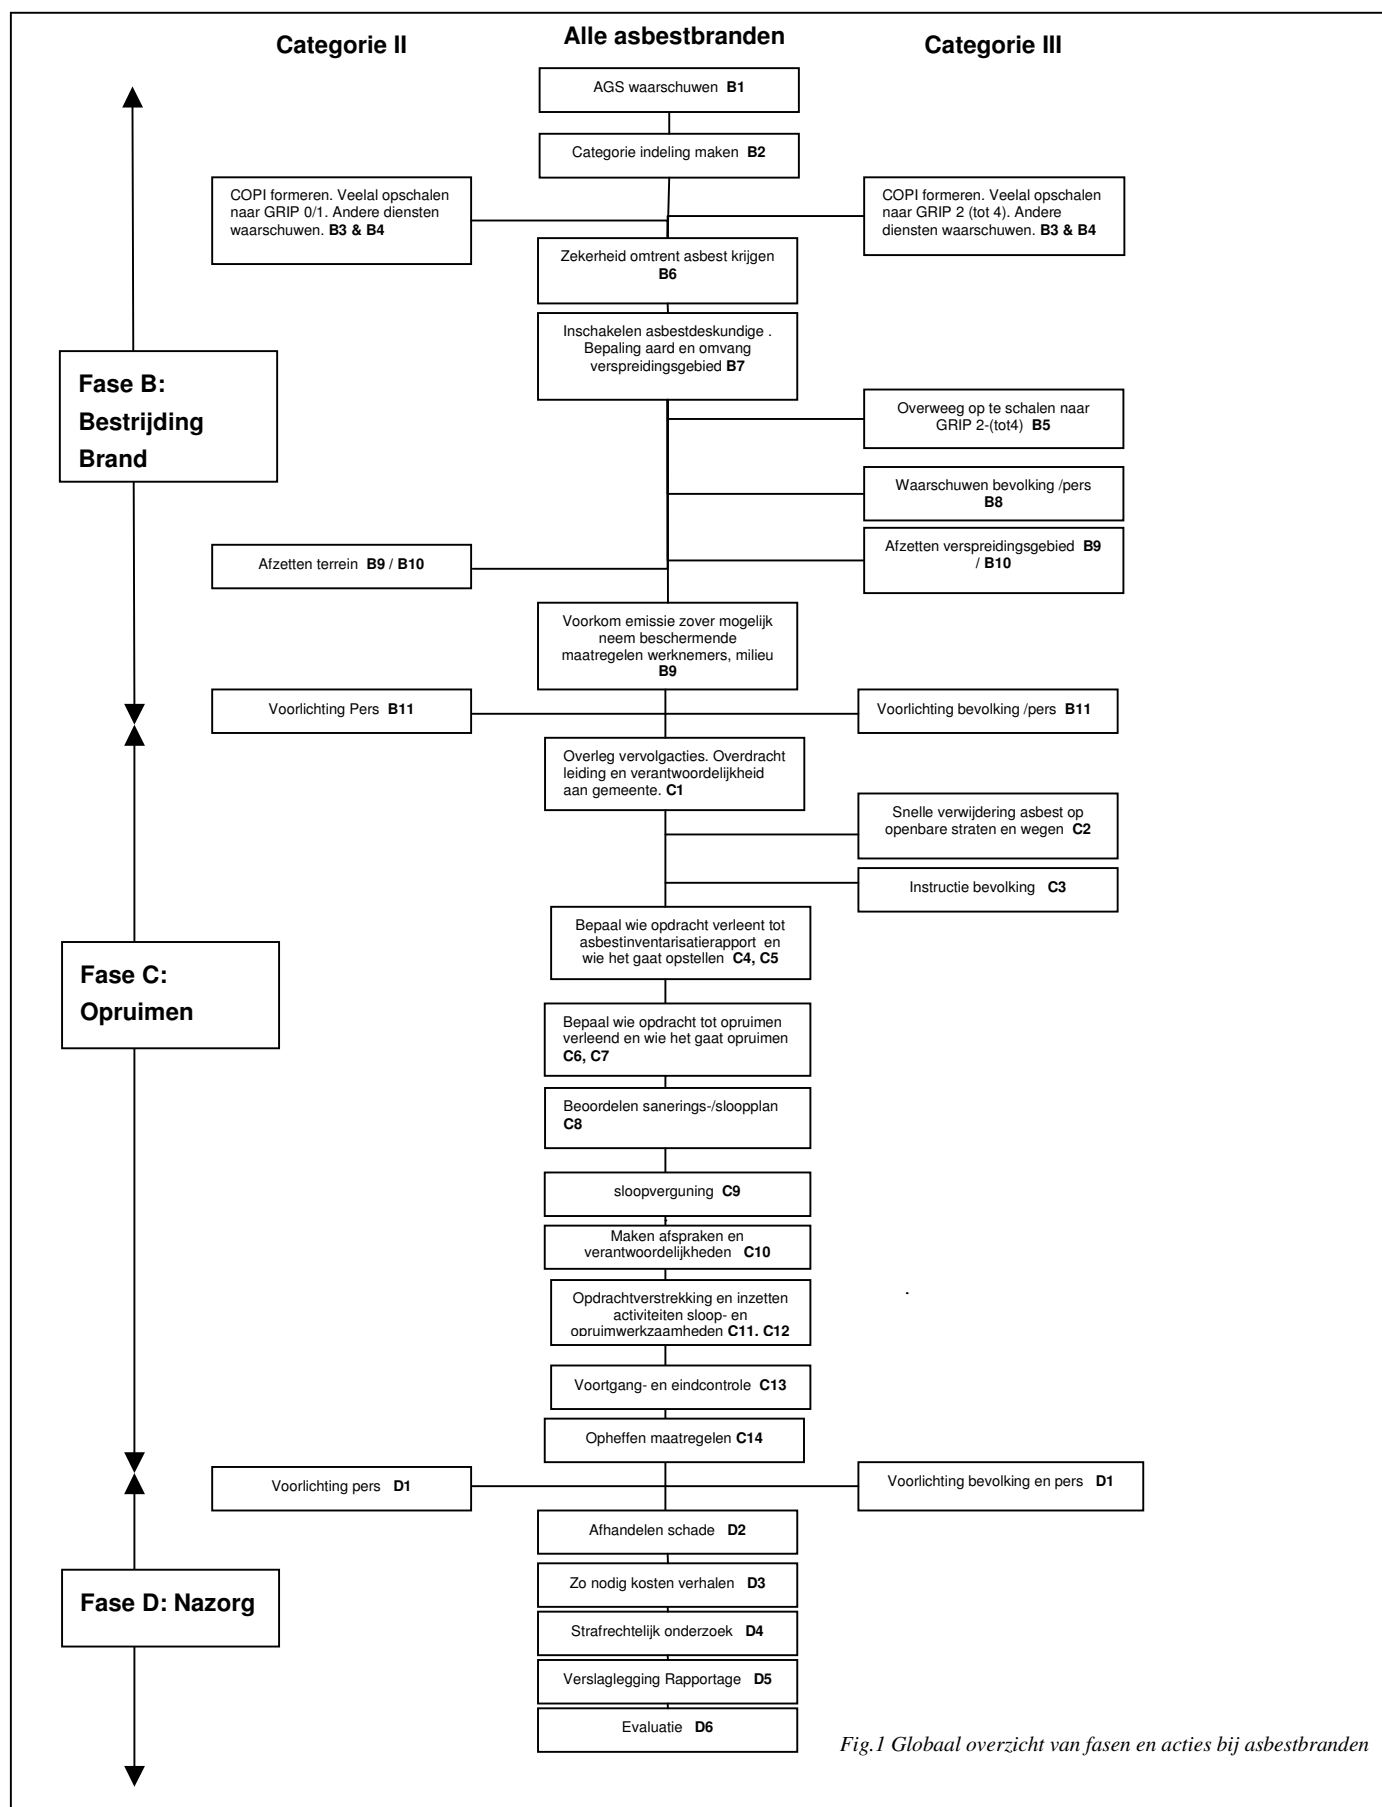 Categorie II
Alle asbestbranden
Categorie III
AGS waarschuwen B1
Categorie indeling maken B2
COPI formeren. Veelal opschalen
naar GRIP 0/1. Andere diensten
waarschuwen. B3 & B4
COPI formeren. Veelal opschalen
naar GRIP 2 (tot 4). Andere
diensten waarschuwen. B3 & B4
Zekerheid omtrent asbest krijgen
B6
Inschakelen asbestdeskundige .
Bepaling aard en omvang
verspreidingsgebied B7
Fase B:
Bestrijding
Brand
Overweeg op te schalen naar
GRIP 2-(tot4) B5
Waarschuwen bevolking /pers
B8
Afzetten terrein B9 / B10
Afzetten verspreidingsgebied B9
/ B10
Voorkom emissie zover mogelijk
neem beschermende
maatregelen werknemers, milieu
B9
Voorlichting Pers B11
Voorlichting bevolking /pers B11
Overleg vervolgacties. Overdracht
leiding en verantwoordelijkheid
aan gemeente. C1
Snelle verwijdering asbest op
openbare straten en wegen C2
Instructie bevolking C3
Bepaal wie opdracht verleent tot
asbestinventarisatierapport en
wie het gaat opstellen C4, C5
Fase C:
Opruimen
Bepaal wie opdracht tot opruimen
verleend en wie het gaat opruimen
C6, C7
Beoordelen sanerings-/sloopplan
C8
sloopverguning C9
Maken afspraken en
verantwoordelijkheden C10
Opdrachtverstrekking en inzetten
activiteiten sloop- en
opruimwerkzaamheden C11, C12
Voortgang- en eindcontrole C13
Opheffen maatregelen C14
Voorlichting pers D1
Voorlichting bevolking en pers D1
Afhandelen schade D2
Fase D: Nazorg
Zo nodig kosten verhalen D3
Strafrechtelijk onderzoek D4
Verslaglegging Rapportage D5
Evaluatie D6
Fig.1 Globaal overzicht van fasen en acties bij asbestbranden